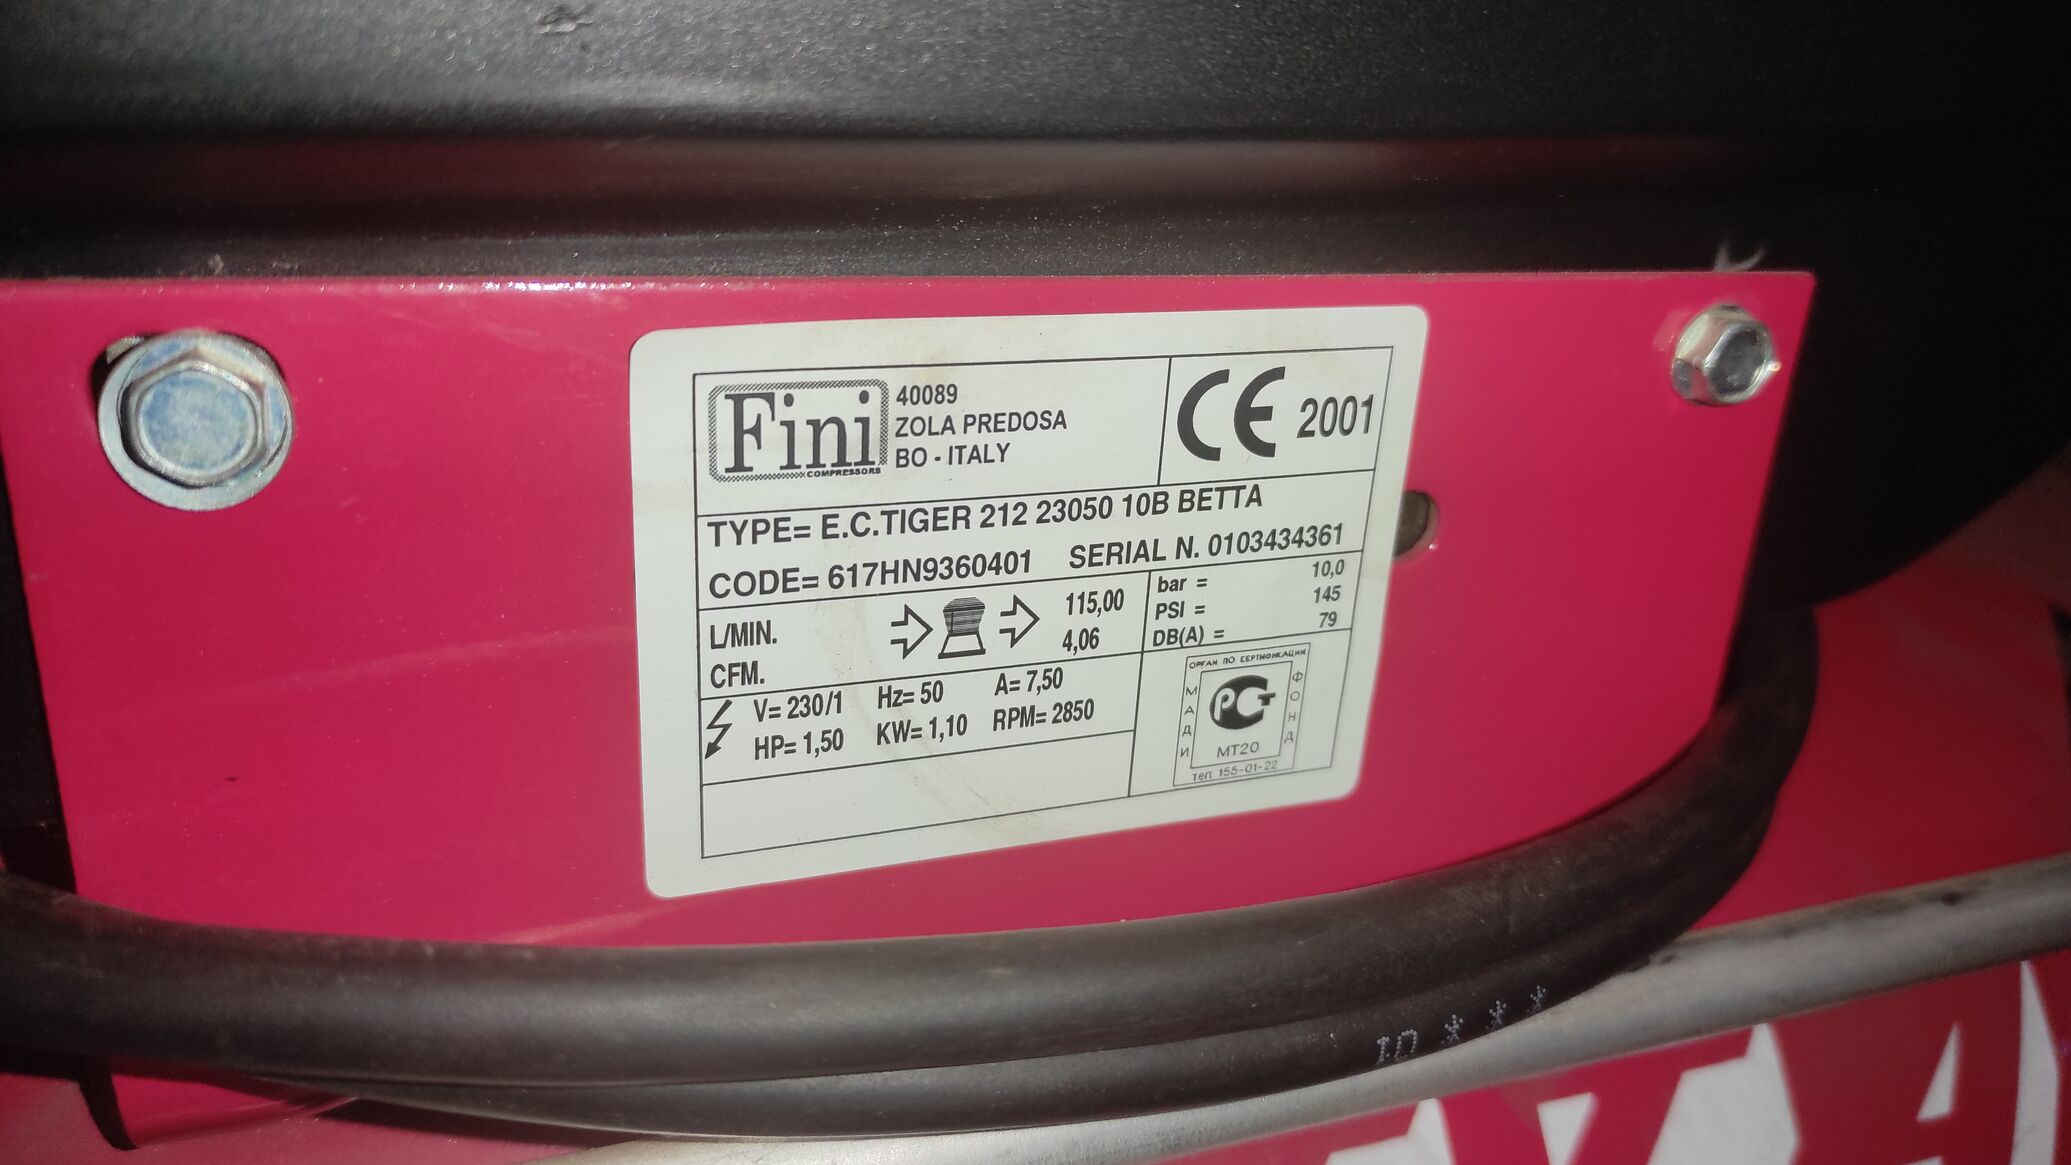 Fini
COMPRESSORS
40089
ZOLA PREDOSA
BO - ITALY
CE 2001
TYPE= E.C.TIGER 212 23050 10B BETTA
CODE= 617HN9360401 SERIAL N. 0103434361
L/MIN. 115,00
CFM. 4,06
bar = 10,0
PSI = 145
DB(A) = 79
V= 230/1 Hz= 50 A= 7,50
HP= 1,50 KW= 1,10 RPM= 2850
ОРГАН ПО СЕРТИФИКАЦИИ
МАДИ
ФОНД
РСТ
МТ20
тел. 155-01-22
10 * * *